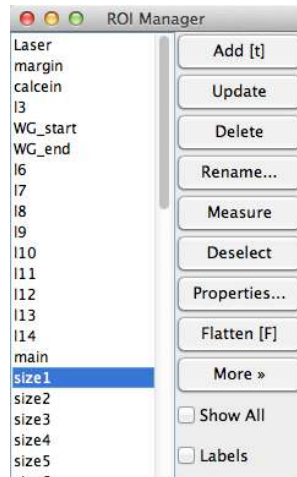 ROI Manager
Laser
margin
calcein
l3
WG_start
WG_end
l6
l7
l8
l9
l10
l11
l12
l13
l14
main
size1
size2
size3
size4
size5
Add [t]
Update
Delete
Rename...
Measure
Deselect
Properties...
Flatten [F]
More »
Show All
Labels